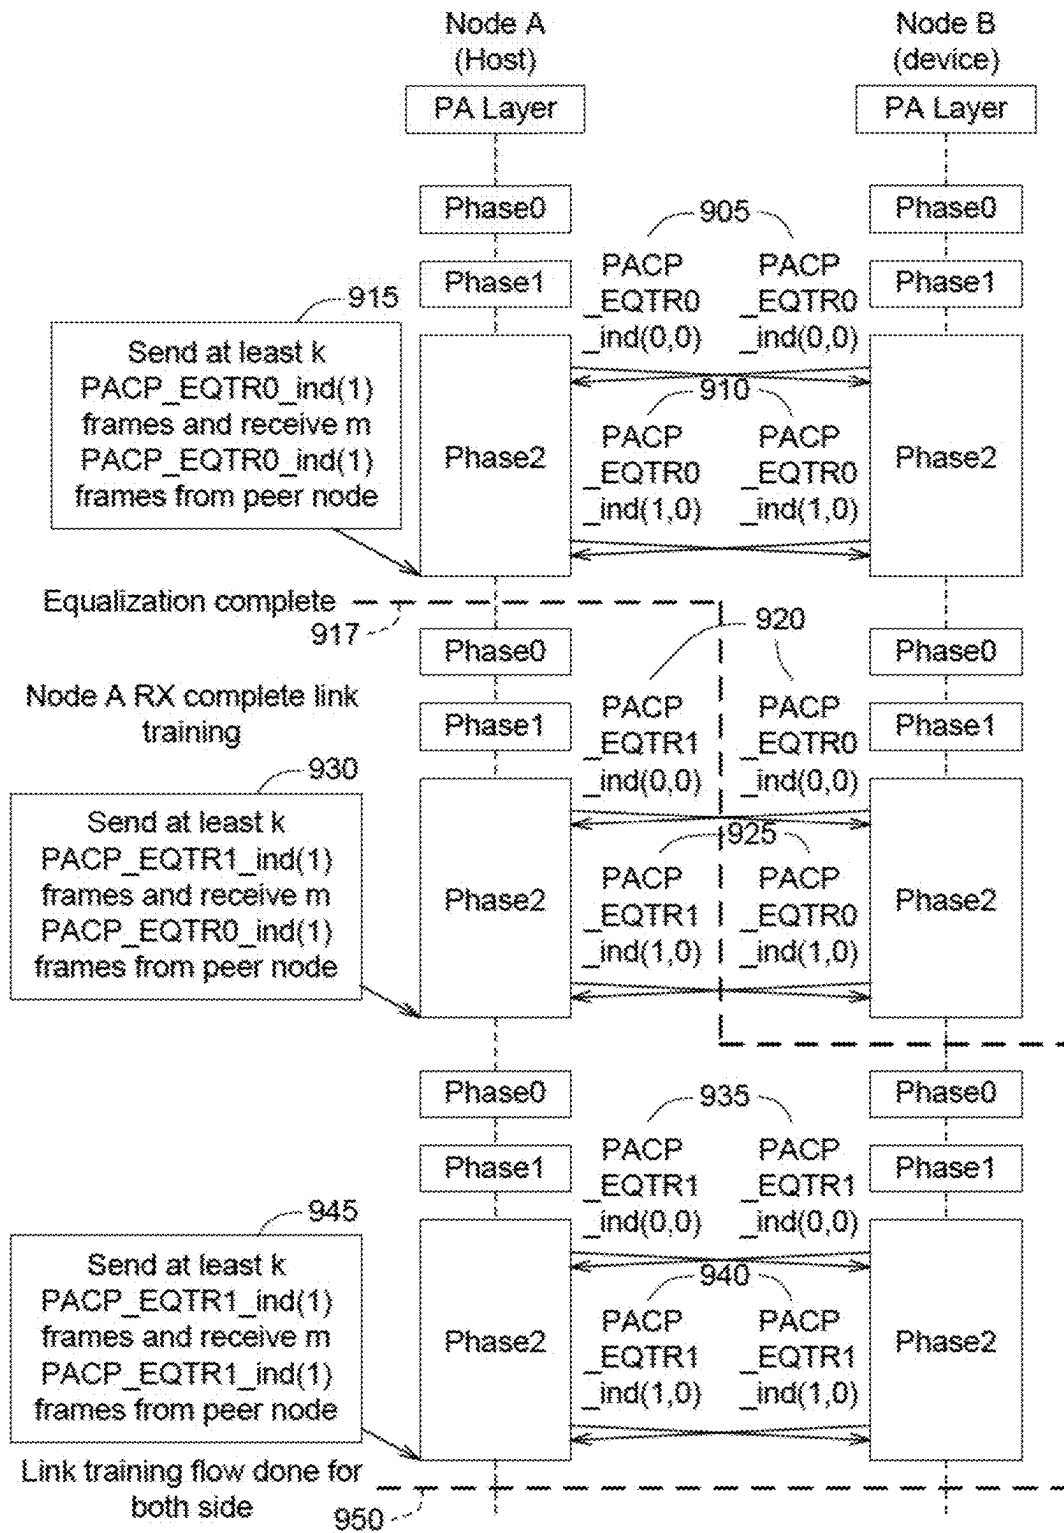 Node A
(Host)
Node B
(device)
PA Layer
PA Layer
Phase0
Phase0
905
Phase1
PACP
_EQTR0
_ind(0,0)
PACP
_EQTR0
_ind(0,0)
Phase1
915
Send at least k
PACP_EQTR0_ind(1)
frames and receive m
PACP_EQTR0_ind(1)
frames from peer node
910
Phase2
PACP
_EQTR0
_ind(1,0)
PACP
_EQTR0
_ind(1,0)
Phase2
Equalization complete
917
920
Phase0
Phase0
Node A RX complete link
training
Phase1
PACP
_EQTR1
_ind(0,0)
PACP
_EQTR0
_ind(0,0)
Phase1
930
Send at least k
PACP_EQTR1_ind(1)
frames and receive m
PACP_EQTR0_ind(1)
frames from peer node
925
Phase2
PACP
_EQTR1
_ind(1,0)
PACP
_EQTR0
_ind(1,0)
Phase2
Phase0
935
Phase0
Phase1
PACP
_EQTR1
_ind(0,0)
PACP
_EQTR1
_ind(0,0)
Phase1
945
Send at least k
PACP_EQTR1_ind(1)
frames and receive m
PACP_EQTR1_ind(1)
frames from peer node
940
Phase2
PACP
_EQTR1
_ind(1,0)
PACP
_EQTR1
_ind(1,0)
Phase2
Link training flow done for
both side
950